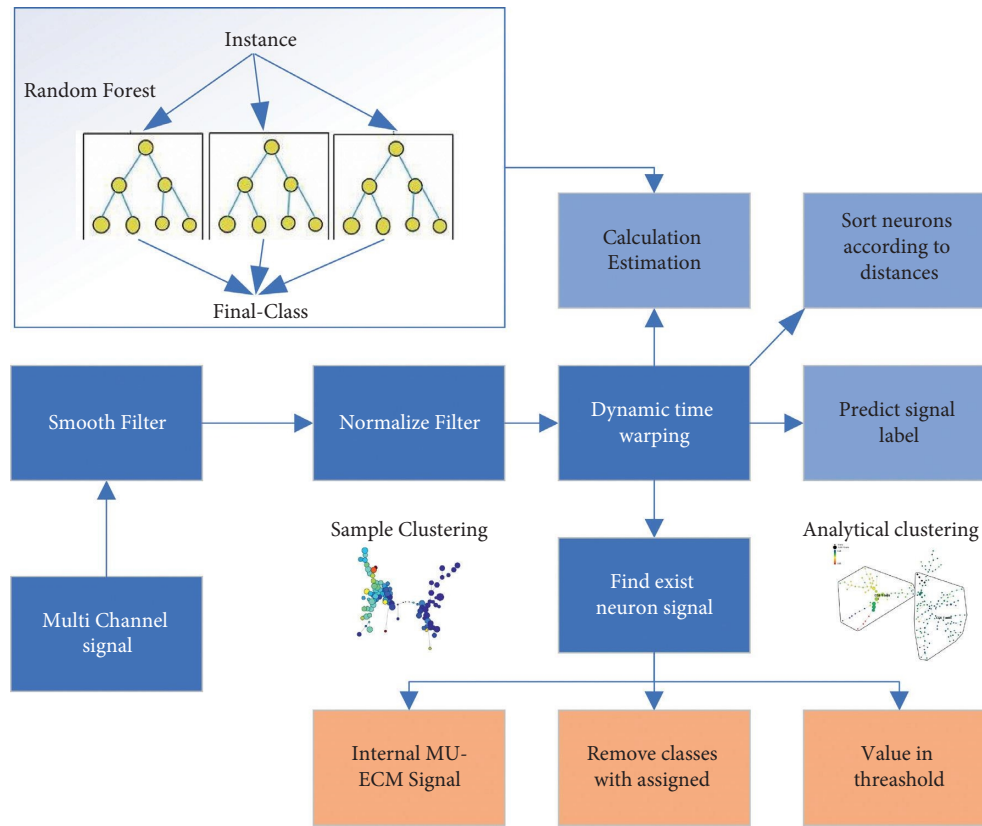 Instance
Random Forest
Final-Class
Calculation
Estimation
Sort neurons
according to
distances
Smooth Filter
Normalize Filter
Dynamic time
warping
Predict signal
label
Sample Clustering
Analytical clustering
Multi Channel
signal
Find exist
neuron signal
Internal MU-
ECM Signal
Remove classes
with assigned
Value in
threashold